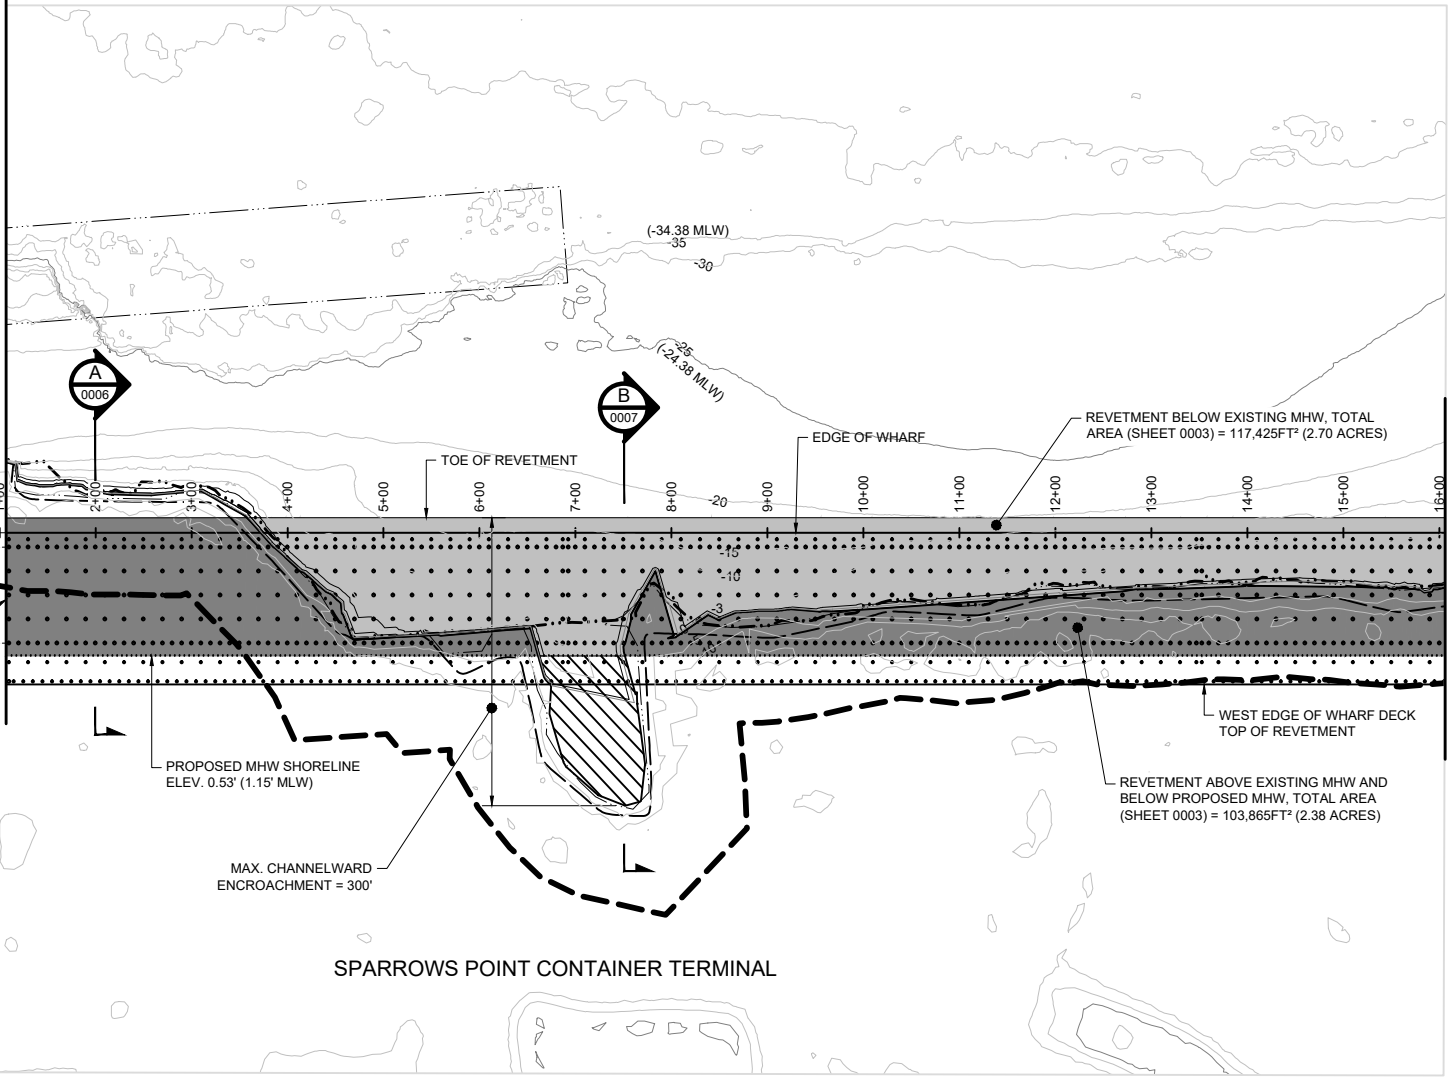 (-34.38 MLW)
-35
-30
-25
(-24.38 MLW)
A
0006
B
0007
REVETMENT BELOW EXISTING MHW, TOTAL
AREA (SHEET 0003) = 117,425FT² (2.70 ACRES)
EDGE OF WHARF
TOE OF REVETMENT
2+00
3+00
4+00
5+00
6+00
7+00
8+00
9+00
10+00
11+00
12+00
13+00
14+00
15+00
16+00
-20
-15
-10
-3
10
WEST EDGE OF WHARF DECK
TOP OF REVETMENT
PROPOSED MHW SHORELINE
ELEV. 0.53' (1.15' MLW)
REVETMENT ABOVE EXISTING MHW AND
BELOW PROPOSED MHW, TOTAL AREA
(SHEET 0003) = 103,865FT² (2.38 ACRES)
MAX. CHANNELWARD
ENCROACHMENT = 300'
SPARROWS POINT CONTAINER TERMINAL